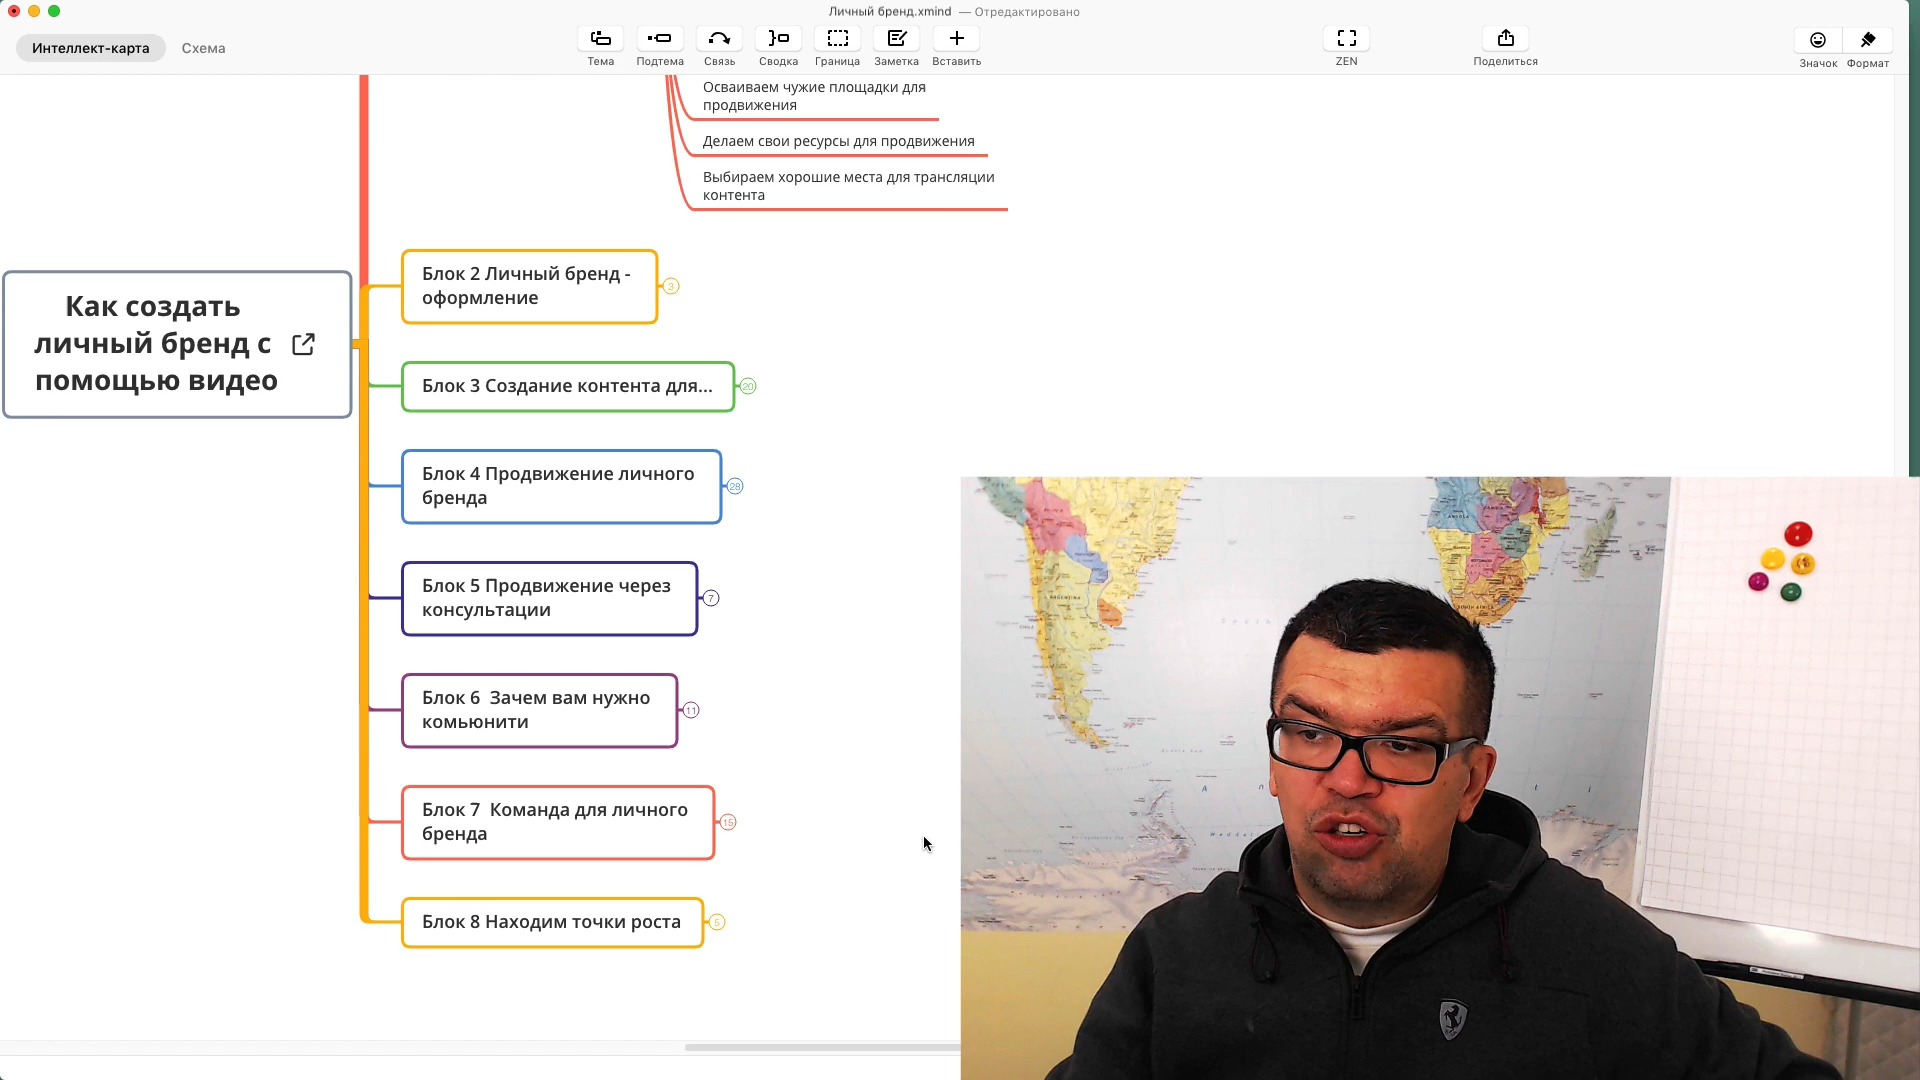 Личный бренд.xmind — Отредактировано
Интеллект-карта
Схема
Тема
Подтема
Связь
Сводка
Граница
Заметка
Вставить
ZEN
Поделиться
Значок
Формат
Осваиваем чужие площадки для
продвижения
Делаем свои ресурсы для продвижения
Выбираем хорошие места для трансляции
контента
Как создать
личный бренд с
помощью видео
Блок 2 Личный бренд -
оформление
3
Блок 3 Создание контента для...
20
Блок 4 Продвижение личного
бренда
28
Блок 5 Продвижение через
консультации
7
Блок 6  Зачем вам нужно
комьюнити
11
Блок 7  Команда для личного
бренда
15
Блок 8 Находим точки роста
5
ARGENTINA
ANGOLA
SOUTH AFRICA